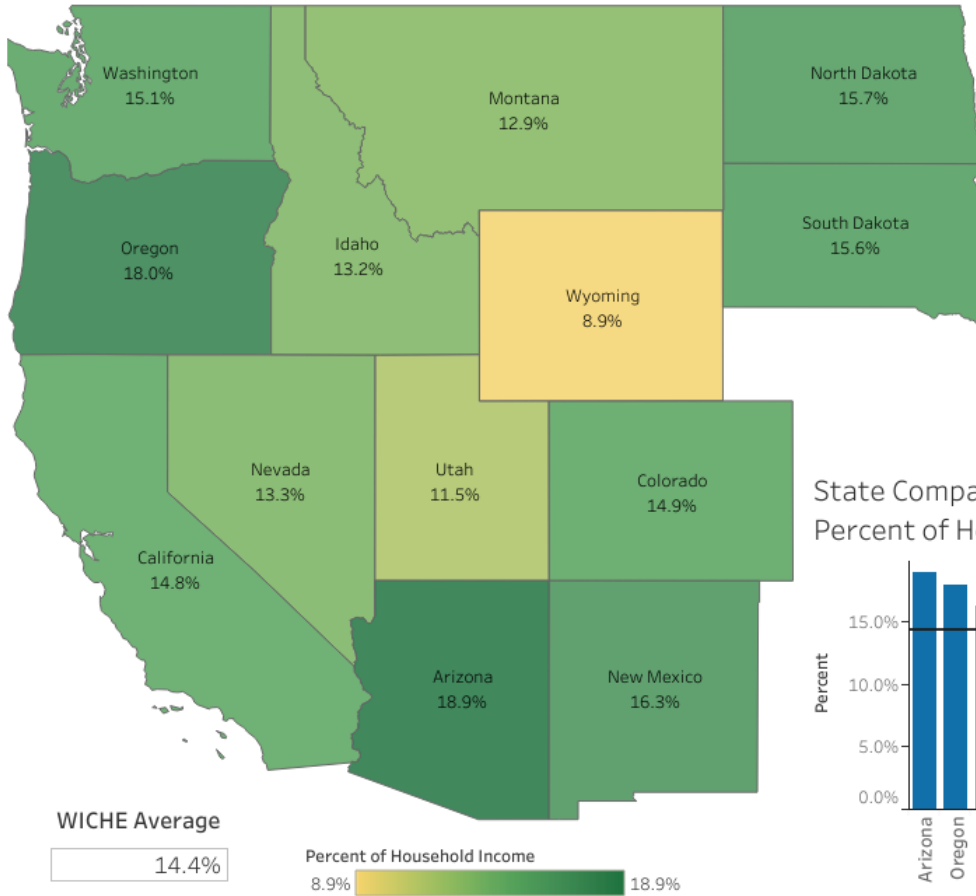 Washington
15.1%
Montana
12.9%
North Dakota
15.7%
Oregon
18.0%
Idaho
13.2%
Wyoming
8.9%
South Dakota
15.6%
Nevada
13.3%
Utah
11.5%
Colorado
14.9%
California
14.8%
Arizona
18.9%
New Mexico
16.3%
WICHE Average
14.4%
Percent of Household Income
8.9%
18.9%
State Compa
Percent of H
Percent
15.0%
10.0%
5.0%
0.0%
Arizona
Oregon